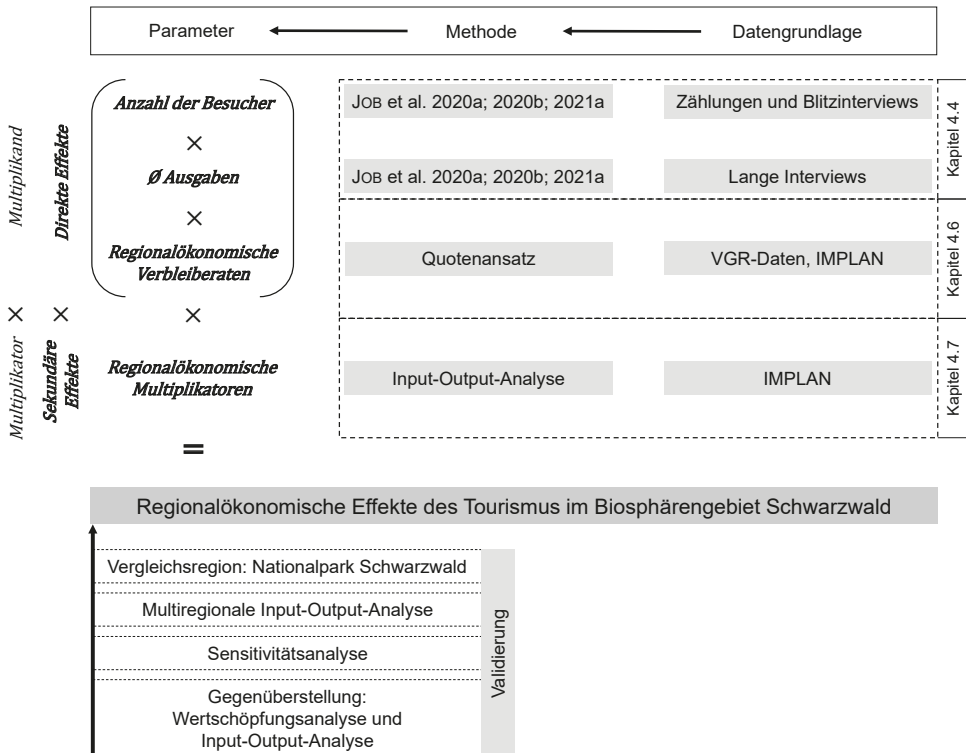 Parameter
Methode
Datengrundlage
Multiplikand
Direkte Effekte
Anzahl der Besucher
×
Ø Ausgaben
×
Regionalökonomische
Verbleiberaten
JOB et al. 2020a; 2020b; 2021a
Zählungen und Blitzinterviews
JOB et al. 2020a; 2020b; 2021a
Lange Interviews
Kapitel 4.4
Quotenansatz
VGR-Daten, IMPLAN
Kapitel 4.6
×
×
×
Multiplikator
Sekundäre
Effekte
Regionalökonomische
Multiplikatoren
Input-Output-Analyse
IMPLAN
Kapitel 4.7
=
Regionalökonomische Effekte des Tourismus im Biosphärengebiet Schwarzwald
Vergleichsregion: Nationalpark Schwarzwald
Multiregionale Input-Output-Analyse
Sensitivitätsanalyse
Gegenüberstellung:
Wertschöpfungsanalyse und
Input-Output-Analyse
Validierung